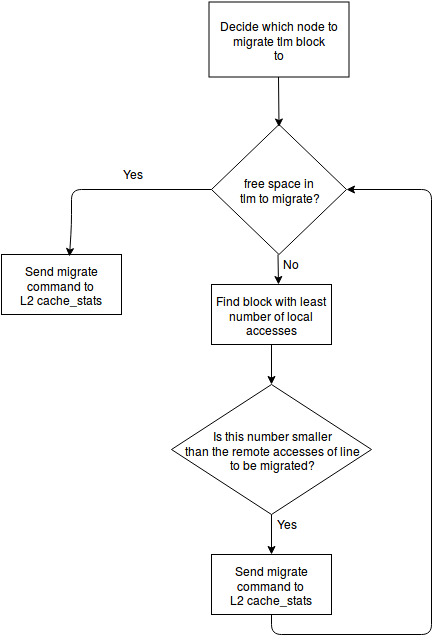 Decide which node to
migrate tlm block
to
Yes
free space in
tlm to migrate?
Send migrate
command to
L2 cache_stats
No
Find block with least
number of local
accesses
Is this number smaller
than the remote accesses of line
to be migrated?
Yes
Send migrate
command to
L2 cache_stats